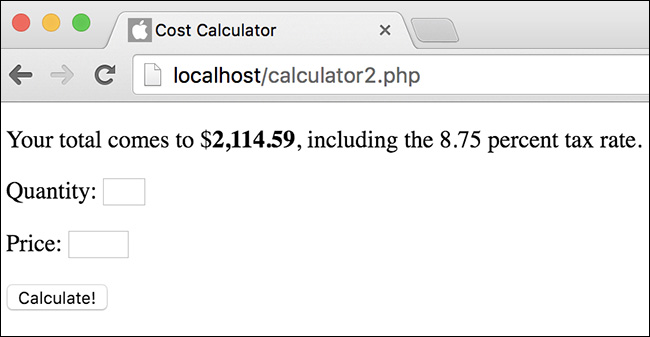 Cost Calculator
localhost/calculator2.php
Your total comes to $2,114.59, including the 8.75 percent tax rate.
Quantity:
Price:
Calculate!